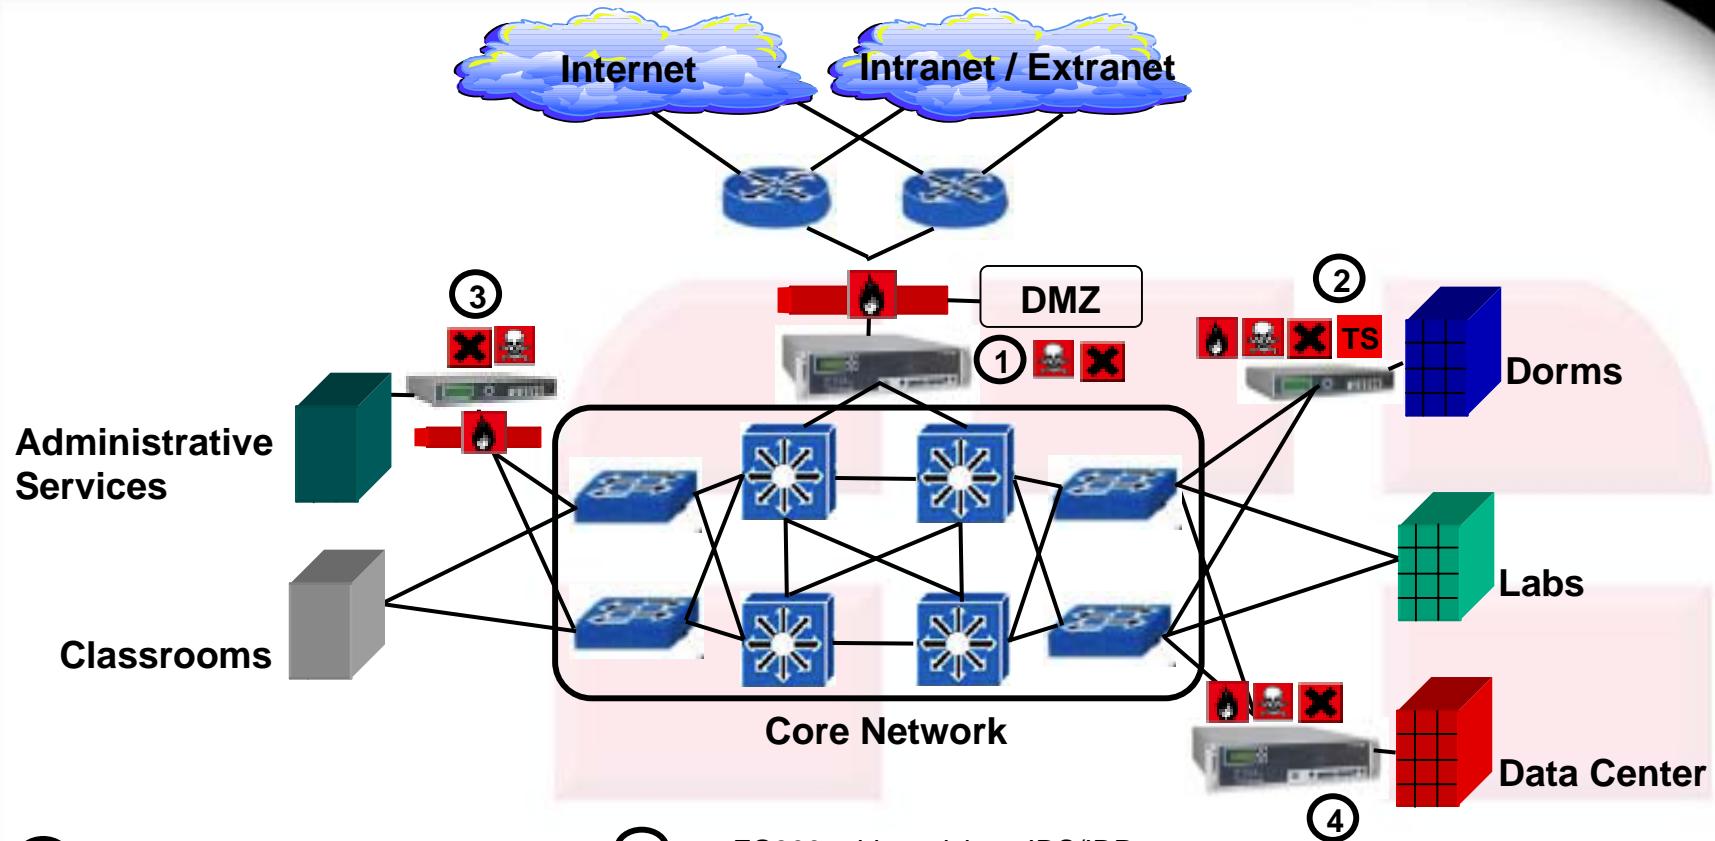 Internet
Intranet / Extranet
3
DMZ
2
1
TS
Dorms
Administrative
Services
Labs
Classrooms
Core Network
Data Center
4